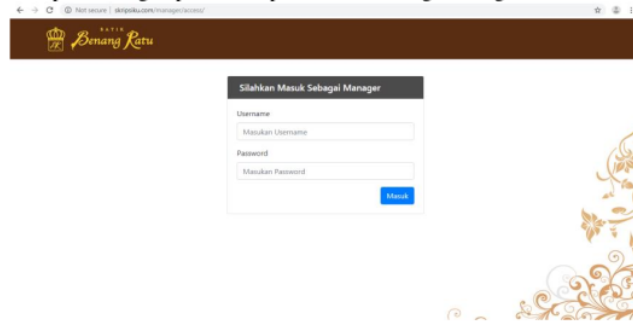 Not secure | skripsiku.com/manager/access/
BATIK
Benang Ratu
Silahkan Masuk Sebagai Manager
Username
Masukan Username
Password
Masukan Password
Masuk